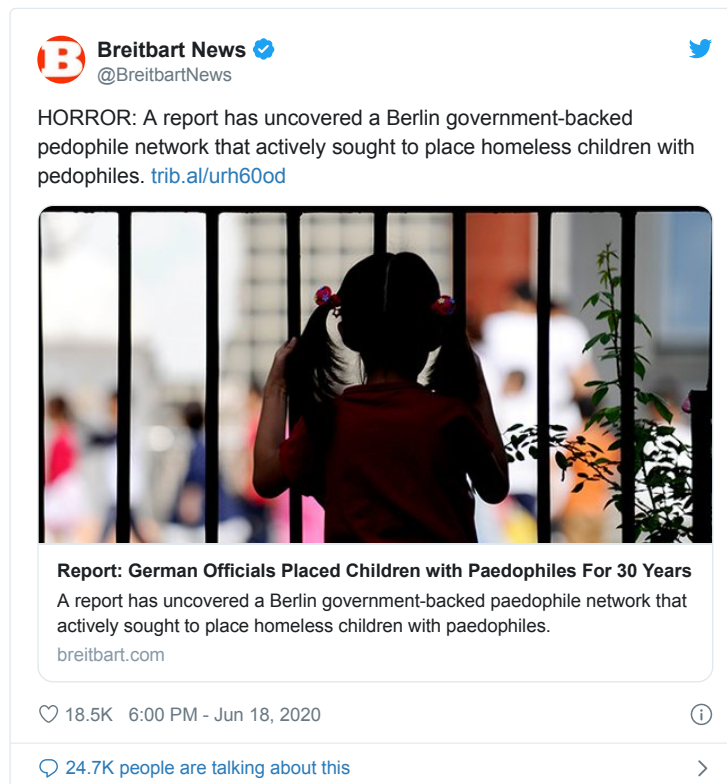 B
Breitbart News
@BreitbartNews
HORROR: A report has uncovered a Berlin government-backed
pedophile network that actively sought to place homeless children with
pedophiles. trib.al/urh60od
Report: German Officials Placed Children with Paedophiles For 30 Years
A report has uncovered a Berlin government-backed paedophile network that
actively sought to place homeless children with paedophiles.
breitbart.com
18.5K 6:00 PM - Jun 18, 2020
24.7K people are talking about this